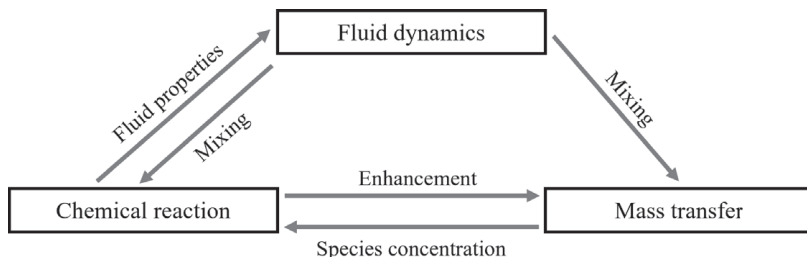 Fluid dynamics
Fluid properties
Mixing
Mixing
Enhancement
Chemical reaction
Mass transfer
Species concentration